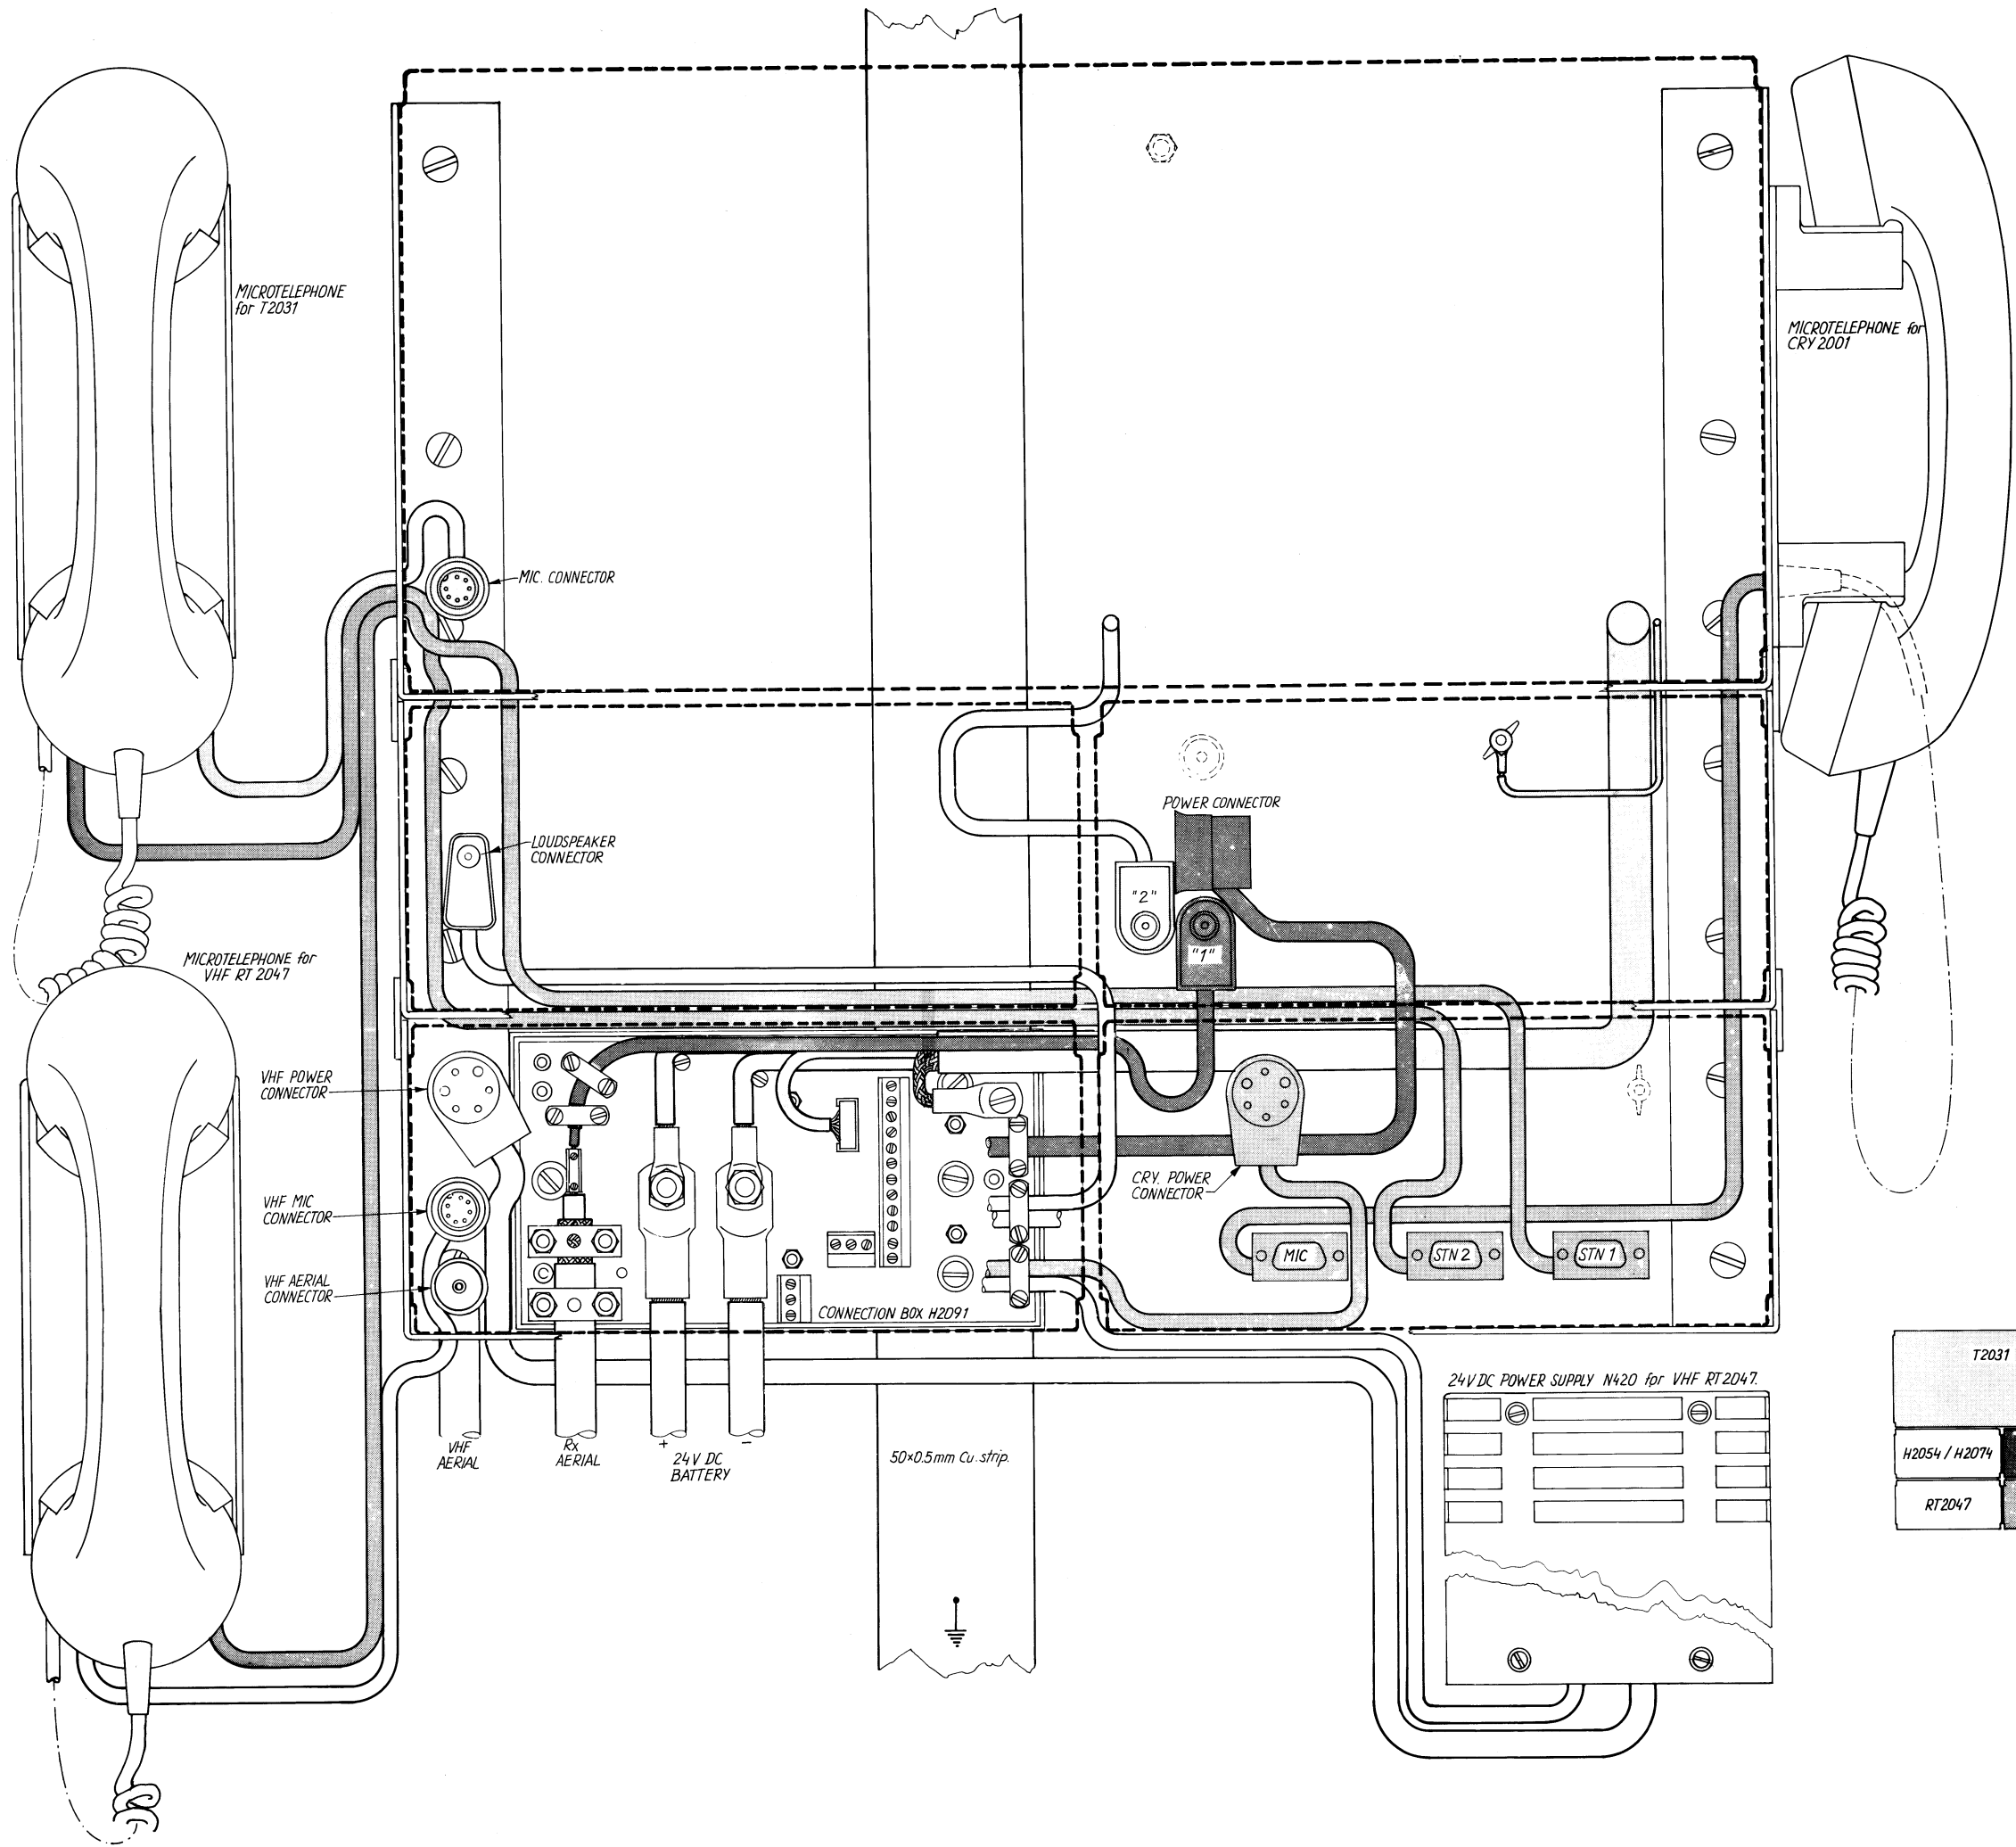 MICROTELEPHONE
for T2031
MICROTELEPHONE for
CRY 2001
MIC. CONNECTOR
POWER CONNECTOR
LOUDSPEAKER
CONNECTOR
"2"
"1"
MICROTELEPHONE for
VHF RT 2047
VHF POWER
CONNECTOR
VHF MIC
CONNECTOR
VHF AERIAL
CONNECTOR
CRY. POWER
CONNECTOR
MIC
STN 2
STN 1
CONNECTION BOX H2091
VHF
AERIAL
Rx
AERIAL
+
-
24V DC
BATTERY
50×0.5mm Cu. strip.
24V DC POWER SUPPLY N420 for VHF RT2047.
T2031
H2054 / H2074
RT2047